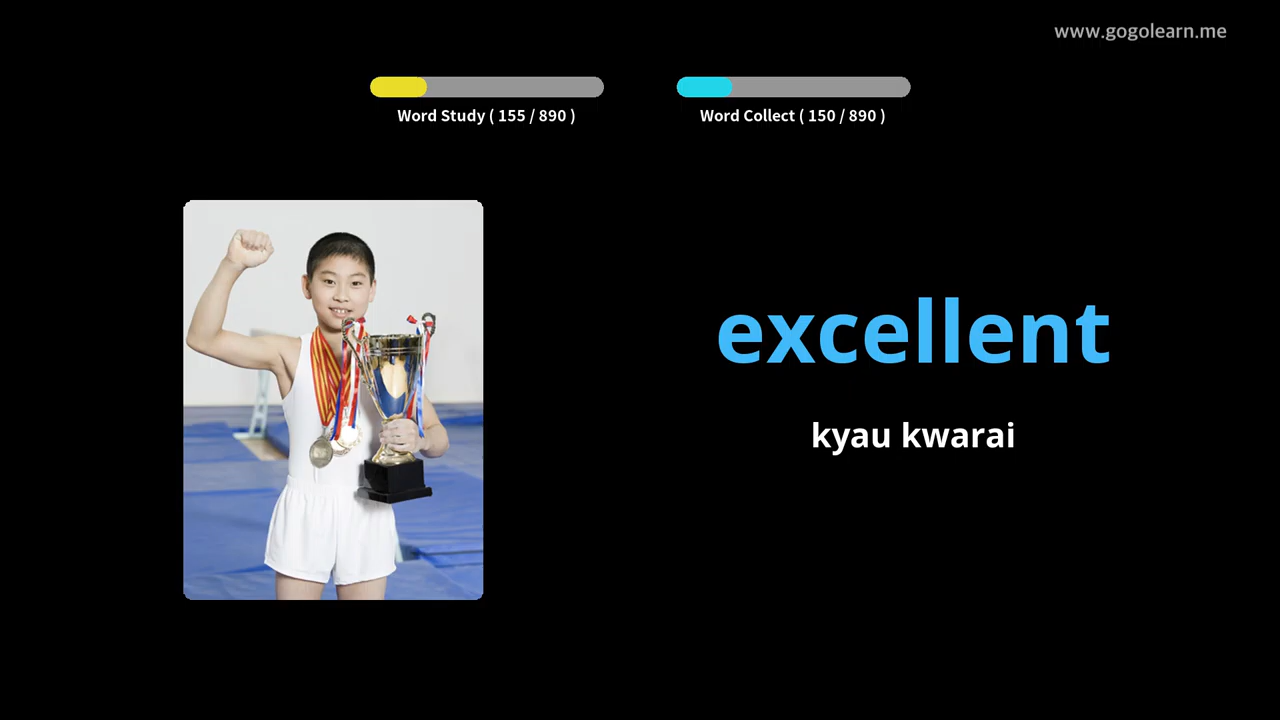 www.gogolearn.me
Word Study ( 155 / 890 )
Word Collect ( 150 / 890 )
excellent
kyau kwarai